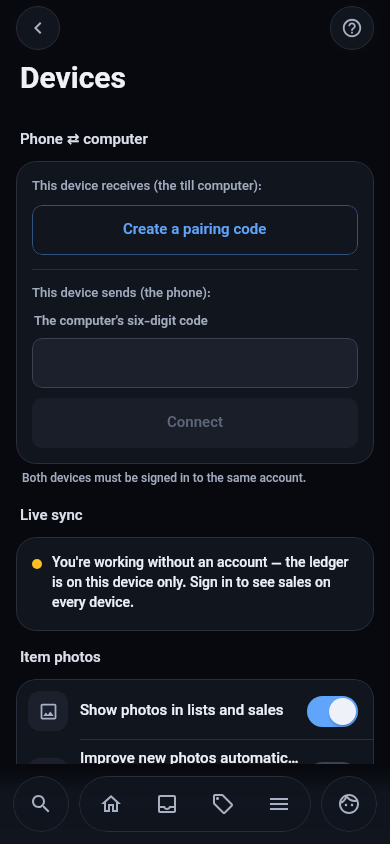 Devices
Phone ⇄ computer
This device receives (the till computer):
Create a pairing code
This device sends (the phone):
The computer's six-digit code
Connect
Both devices must be signed in to the same account.
Live sync
You're working without an account — the ledger
is on this device only. Sign in to see sales on
every device.
Item photos
Show photos in lists and sales
Improve new photos automatic...